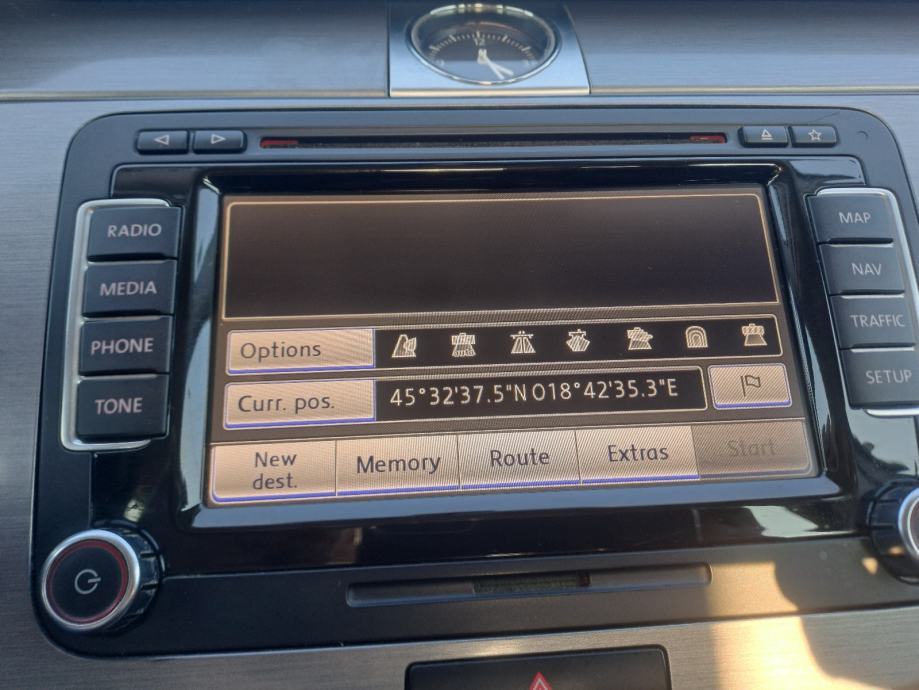 12
RADIO
MEDIA
PHONE
TONE
MAP
NAV
TRAFFIC
SETUP
Options
Curr. pos.
45°32'37.5"N 018°42'35.3"E
New
dest.
Memory
Route
Extras
Start